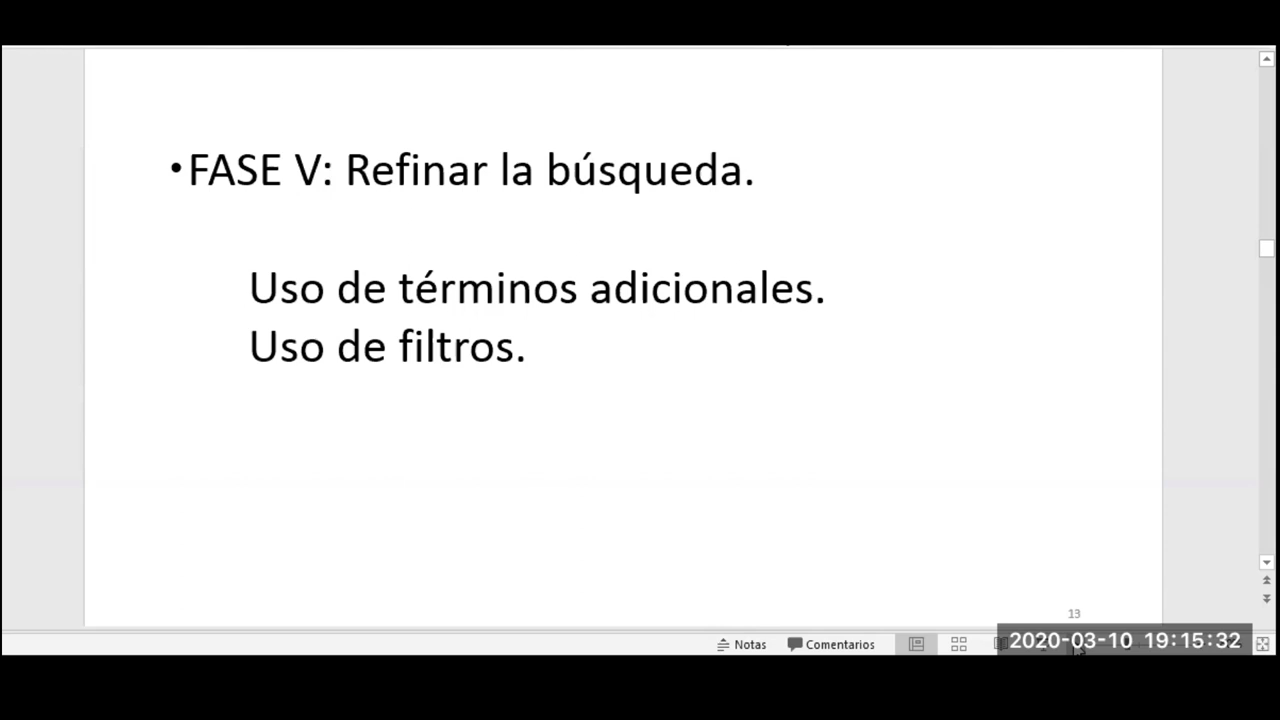 •FASE V: Refinar la búsqueda.
Uso de términos adicionales.
Uso de filtros.
13
Notas
Comentarios
2020-03-10 19:15:32